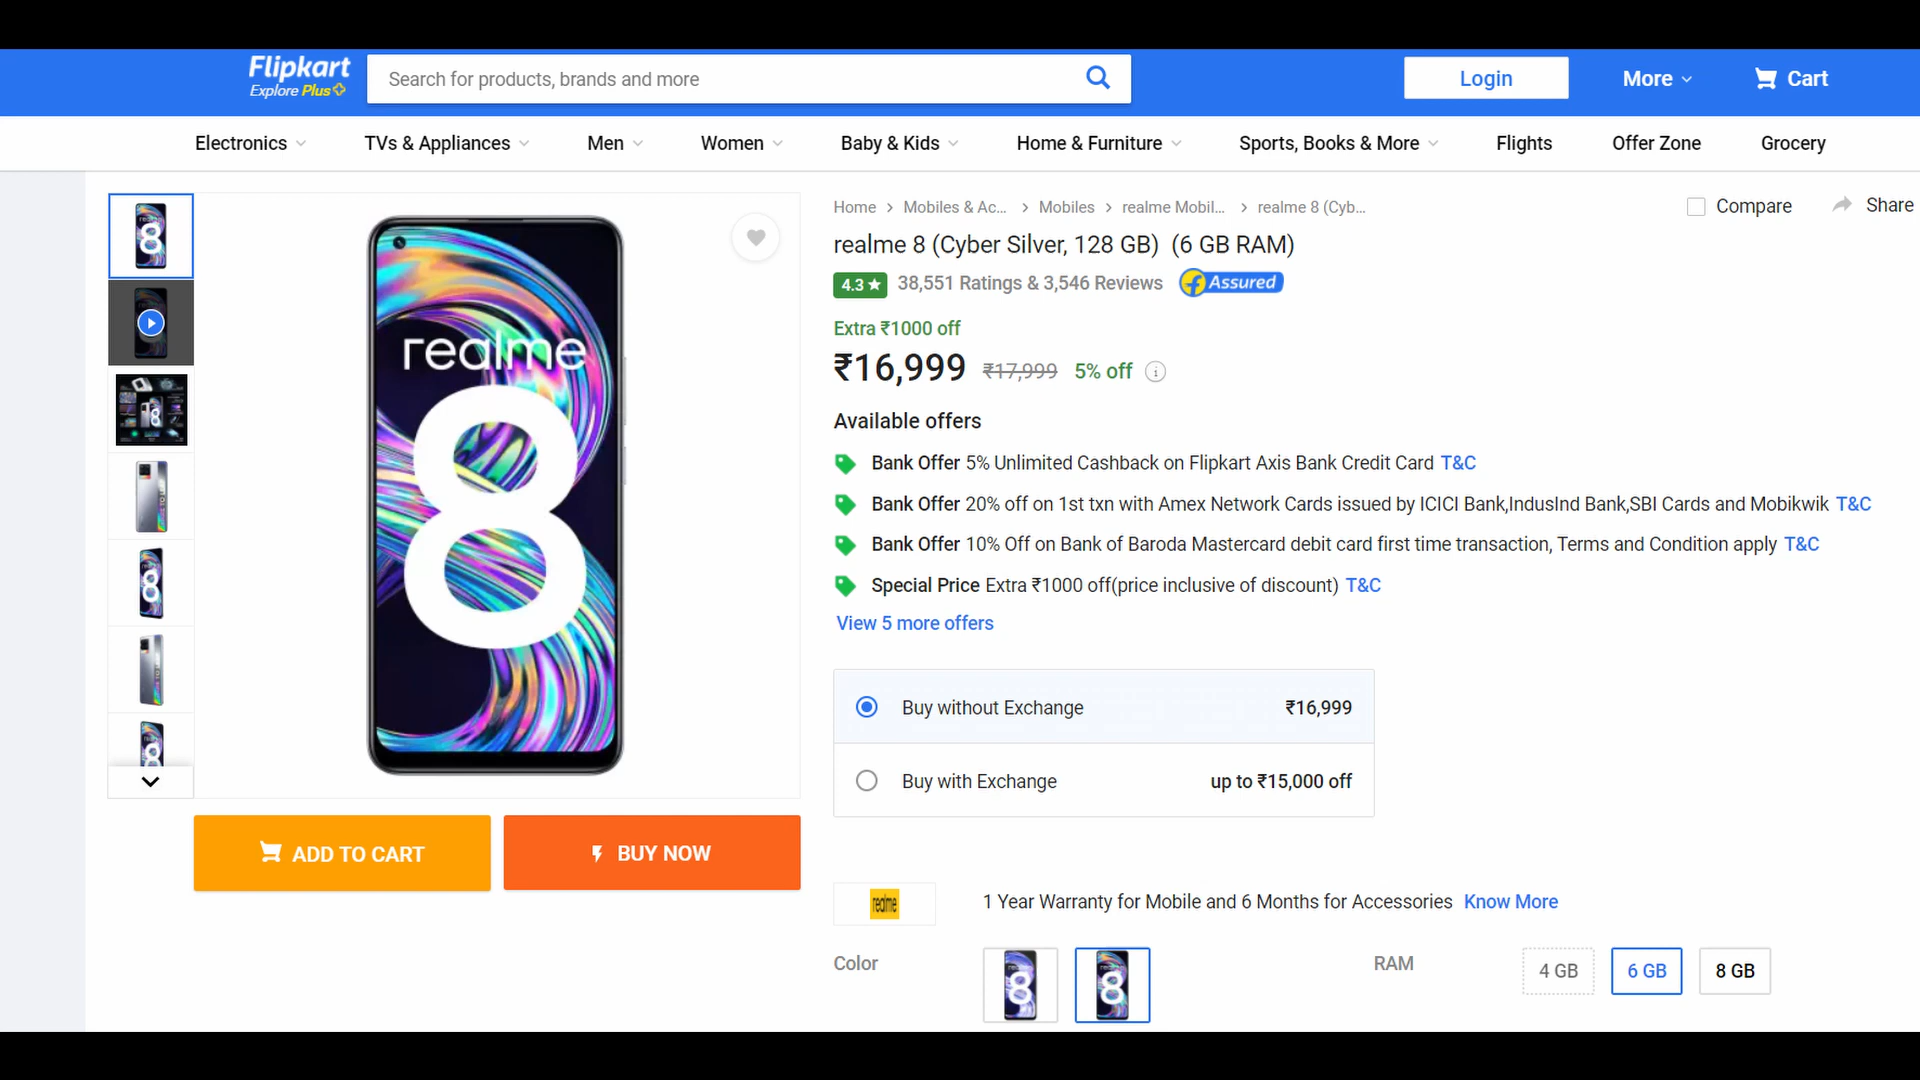 Flipkart
Explore Plus
Search for products, brands and more
Login
More
Cart
Electronics
TVs & Appliances
Men
Women
Baby & Kids
Home & Furniture
Sports, Books & More
Flights
Offer Zone
Grocery
Home
Mobiles & Ac...
Mobiles
realme Mobil...
realme 8 (Cyb...
Compare
Share
realme 8 (Cyber Silver, 128 GB) (6 GB RAM)
4.3 ★ 38,551 Ratings & 3,546 Reviews
Assured
Extra ₹1000 off
₹16,999 ₹17,999 5% off
realme
8
Available offers
Bank Offer 5% Unlimited Cashback on Flipkart Axis Bank Credit Card T&C
Bank Offer 20% off on 1st txn with Amex Network Cards issued by ICICI Bank,IndusInd Bank,SBI Cards and Mobikwik T&C
Bank Offer 10% Off on Bank of Baroda Mastercard debit card first time transaction, Terms and Condition apply T&C
Special Price Extra ₹1000 off(price inclusive of discount) T&C
View 5 more offers
Buy without Exchange ₹16,999
Buy with Exchange up to ₹15,000 off
ADD TO CART
BUY NOW
realme
1 Year Warranty for Mobile and 6 Months for Accessories Know More
Color
RAM
4 GB
6 GB
8 GB